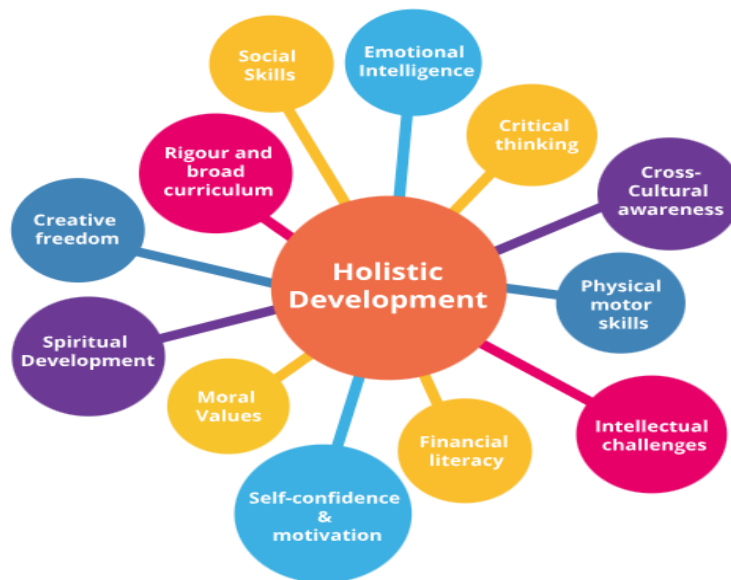 Social
Skills
Emotional
Intelligence
Critical
thinking
Rigour and
broad
curriculum
Cross-
Cultural
awareness
Creative
freedom
Holistic
Development
Physical
motor
skills
Spiritual
Development
Moral
Values
Financial
literacy
Intellectual
challenges
Self-confidence
&
motivation